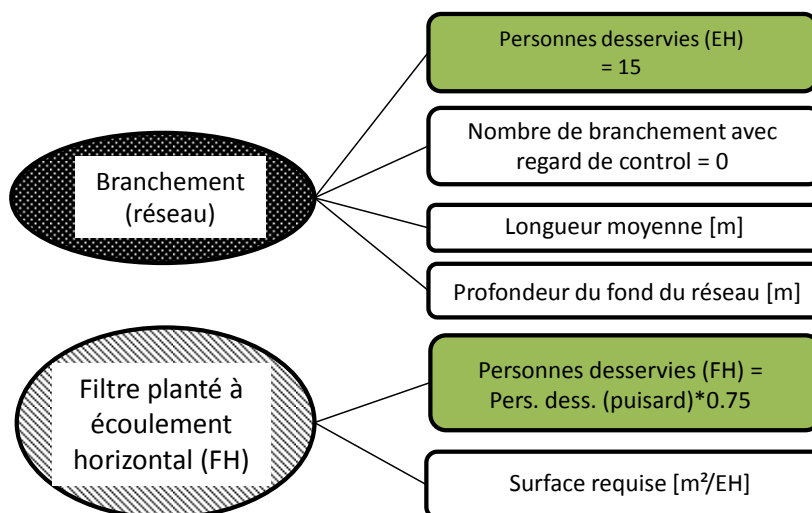 Branchement
(réseau)
Personnes desservies (EH)
= 15
Nombre de branchement avec
regard de control = 0
Longueur moyenne [m]
Profondeur du fond du réseau [m]
Filtre planté à
écoulement
horizontal (FH)
Personnes desservies (FH) =
Pers. dess. (puisard)*0.75
Surface requise [m²/EH]